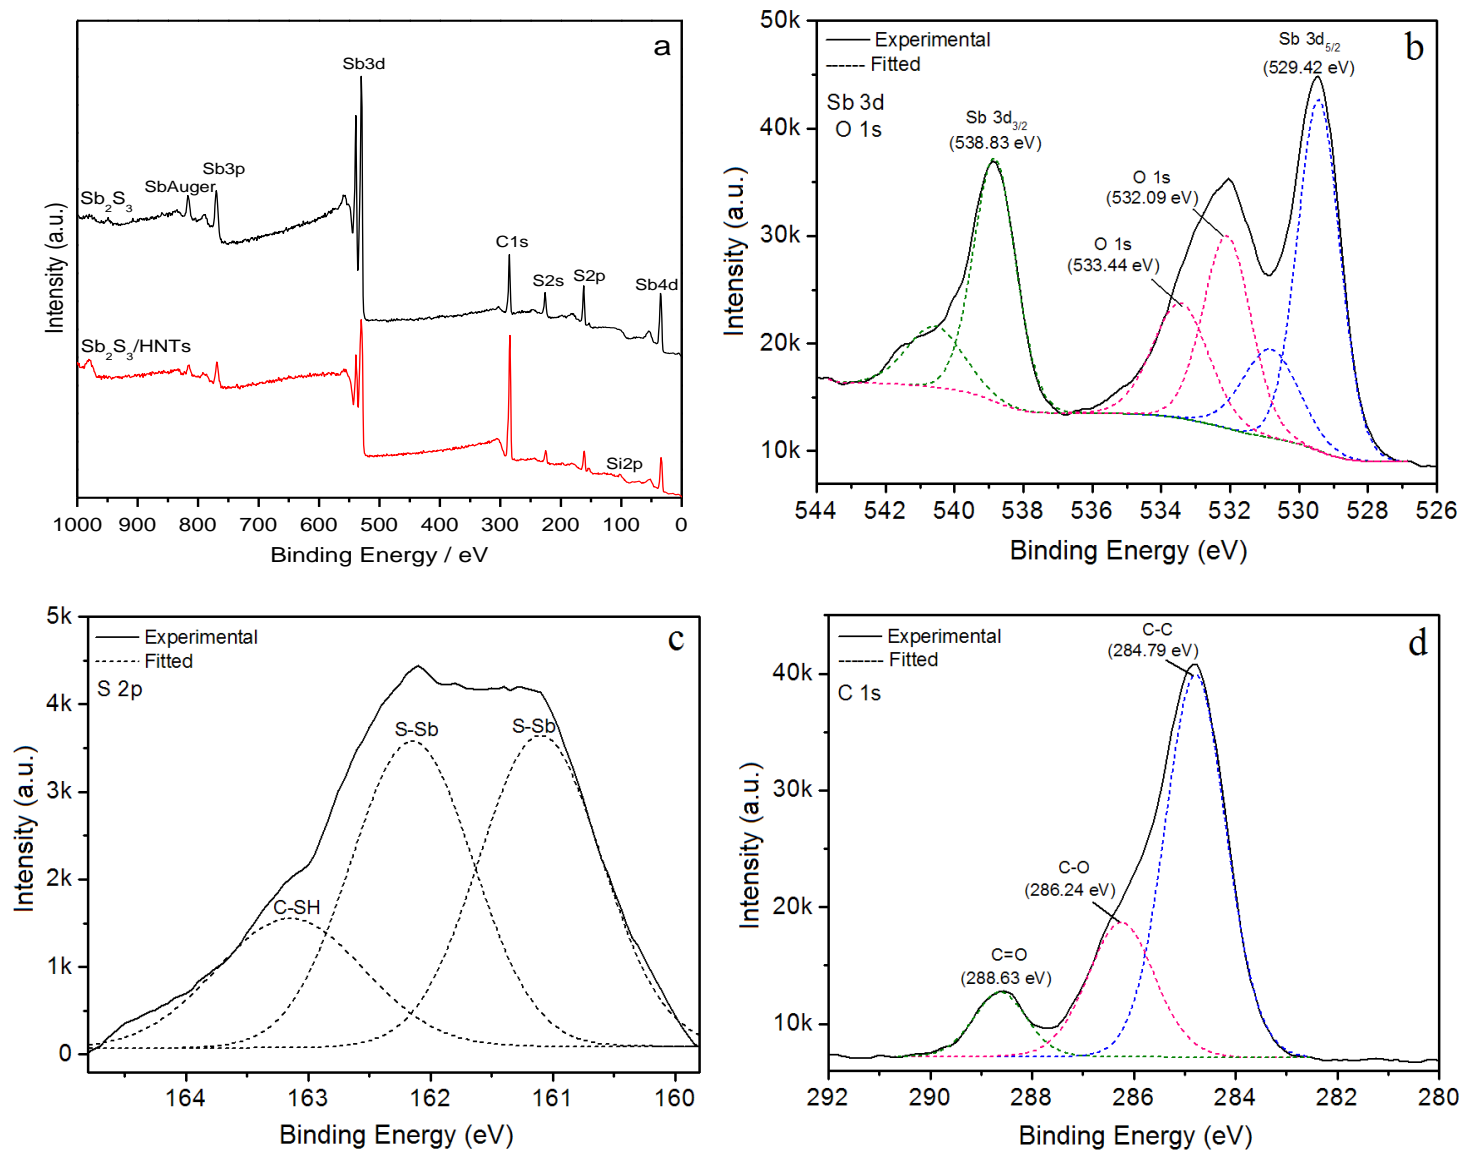 a
Sb3d
Sb3p
SbAuger
Sb₂S₃
C1s
S2s
S2p
Sb4d
Sb₂S₃/HNTs
Si2p
Intensity (a.u.)
1000 900 800 700 600 500 400 300 200 100 0
Binding Energy / eV
b
Experimental
Fitted
Sb 3d
O 1s
Sb 3d₅/₂
(529.42 eV)
Sb 3d₃/₂
(538.83 eV)
O 1s
(532.09 eV)
O 1s
(533.44 eV)
50k
40k
30k
20k
10k
Intensity (a.u.)
544 542 540 538 536 534 532 530 528 526
Binding Energy (eV)
c
Experimental
Fitted
S 2p
S-Sb
S-Sb
C-SH
5k
4k
3k
2k
1k
0
Intensity (a.u.)
164 163 162 161 160
Binding Energy (eV)
d
Experimental
Fitted
C 1s
C-C
(284.79 eV)
C-O
(286.24 eV)
C=O
(288.63 eV)
40k
30k
20k
10k
Intensity (a.u.)
292 290 288 286 284 282 280
Binding Energy (eV)